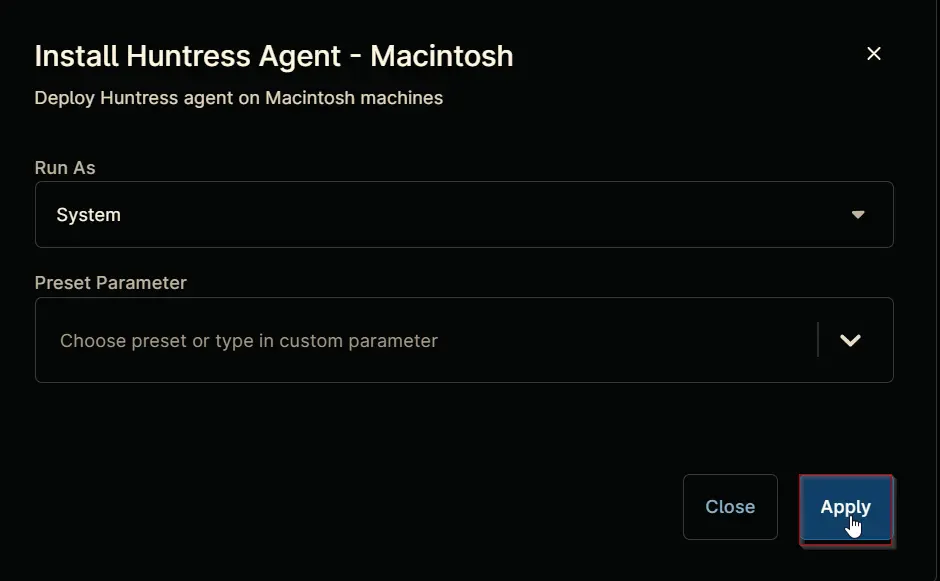 Install Huntress Agent - Macintosh
Deploy Huntress agent on Macintosh machines
Run As
System
Preset Parameter
Choose preset or type in custom parameter
Close
Apply